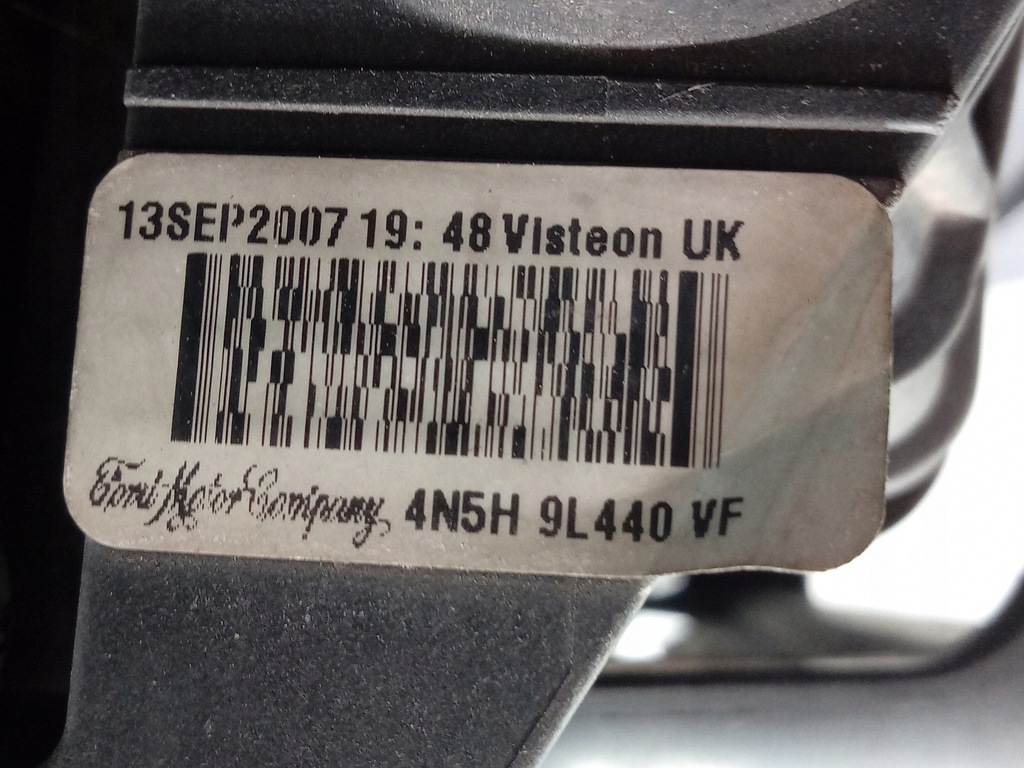 13SEP2007 19: 48 Visteon UK
Ford Motor Company 4N5H 9L440 VF